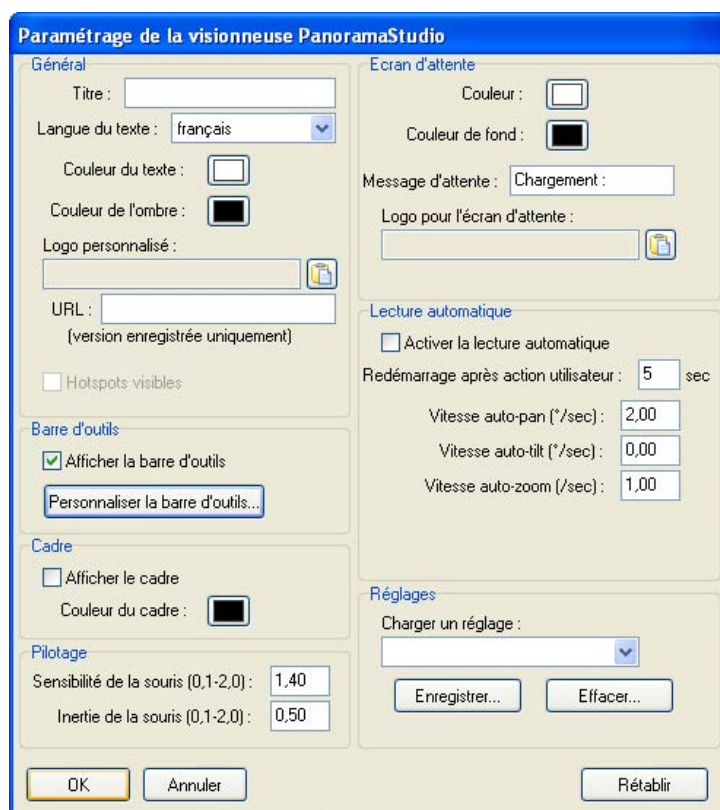 Paramétrage de la visionneuse PanoramaStudio
Général
Titre :
Langue du texte : français
Couleur du texte :
Couleur de l'ombre :
Logo personnalisé :
URL :
(version enregistrée uniquement)
Hotspots visibles
Barre d'outils
Afficher la barre d'outils
Personnaliser la barre d'outils...
Cadre
Afficher le cadre
Couleur du cadre :
Pilotage
Sensibilité de la souris (0,1-2,0) : 1,40
Inertie de la souris (0,1-2,0) : 0,50
Ecran d'attente
Couleur :
Couleur de fond :
Message d'attente : Chargement :
Logo pour l'écran d'attente :
Lecture automatique
Activer la lecture automatique
Redémarrage après action utilisateur : 5 sec
Vitesse auto-pan (°/sec) : 2,00
Vitesse auto-tilt (°/sec) : 0,00
Vitesse auto-zoom (/sec) : 1,00
Réglages
Charger un réglage :
Enregistrer... Effacer...
OK Annuler Rétablir